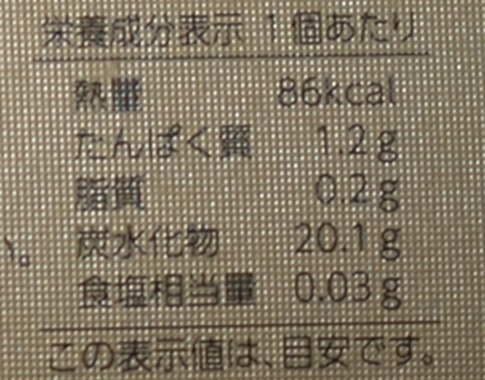 栄養成分表示 1個あたり
熱量 86kcal
たんぱく質 1.2g
脂質 0.2g
炭水化物 20.1g
食塩相当量 0.03g
い。
この表示値は、目安です。